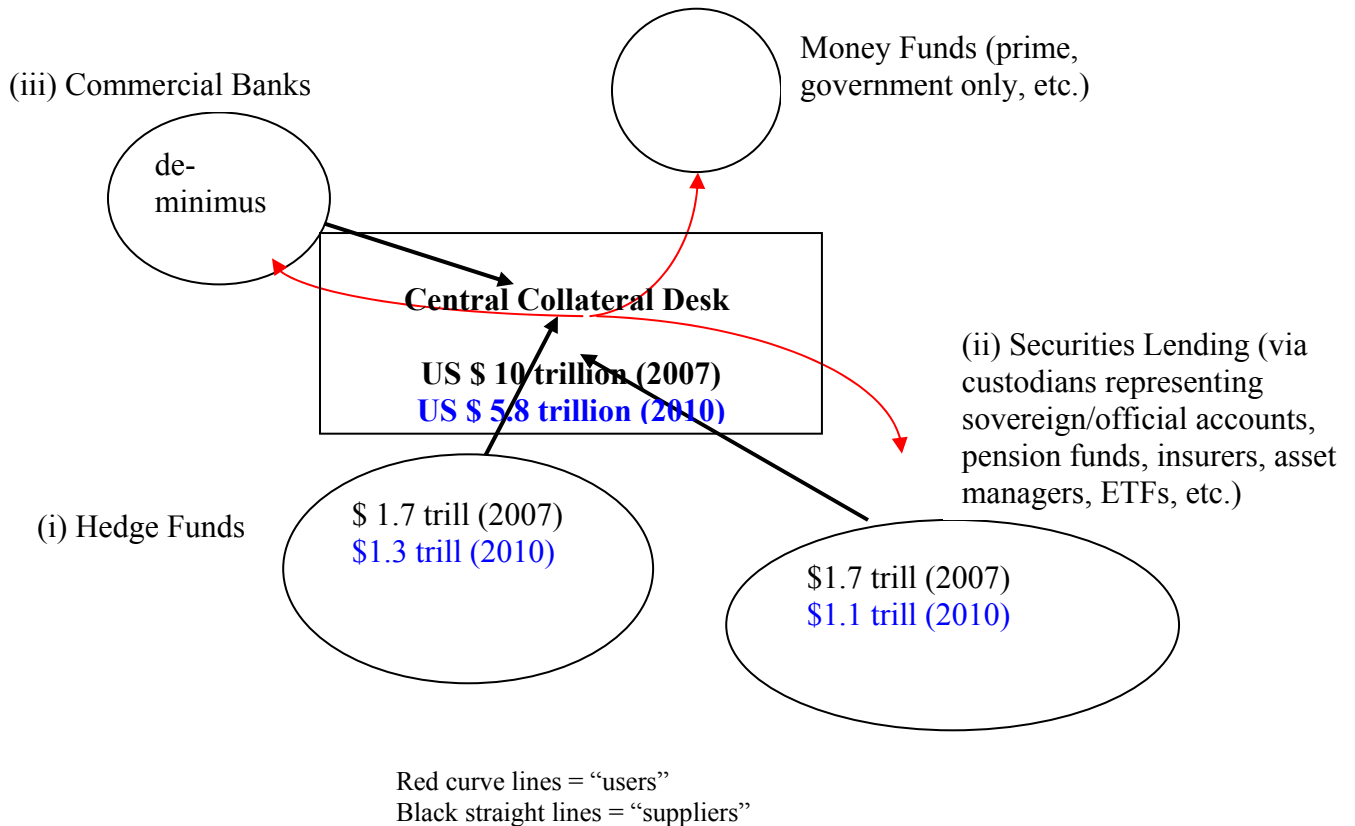 Money Funds (prime,
government only, etc.)
(iii) Commercial Banks
de-
minimus
Central Collateral Desk
US $ 10 trillion (2007)
US $ 5.8 trillion (2010)
(ii) Securities Lending (via
custodians representing
sovereign/official accounts,
pension funds, insurers, asset
managers, ETFs, etc.)
(i) Hedge Funds
$ 1.7 trill (2007)
$1.3 trill (2010)
$1.7 trill (2007)
$1.1 trill (2010)
Red curve lines = “users”
Black straight lines = “suppliers”